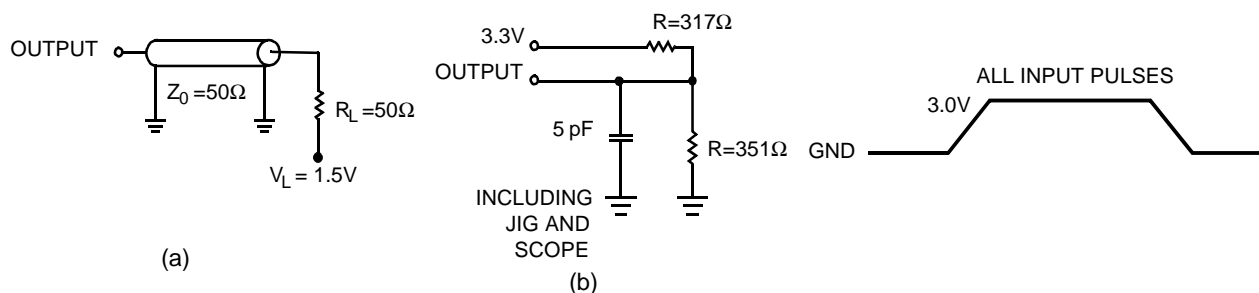 OUTPUT
Z0 =50Ω
RL =50Ω
VL = 1.5V
(a)
R=317Ω
3.3V
OUTPUT
5 pF
R=351Ω
INCLUDING
JIG AND
SCOPE
(b)
ALL INPUT PULSES
3.0V
GND